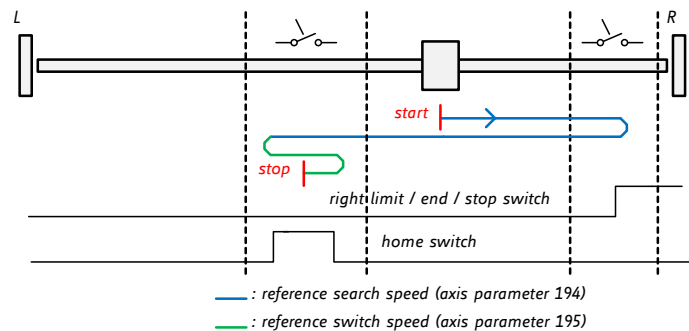 L
R
start
stop
right limit / end / stop switch
home switch
: reference search speed (axis parameter 194)
: reference switch speed (axis parameter 195)